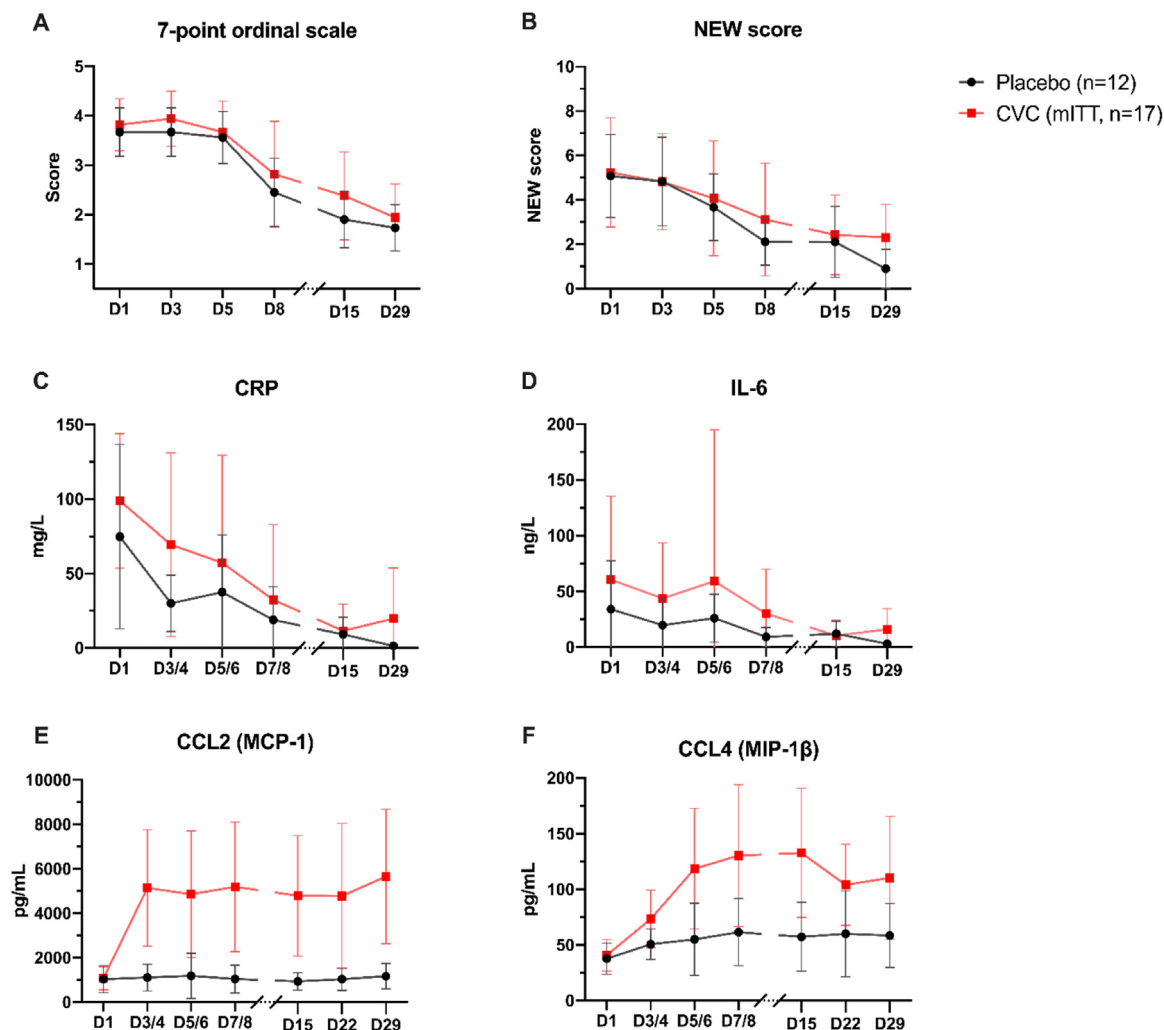 A
7-point ordinal scale
Score
5
4
3
2
1
D1 D3 D5 D8 D15 D29
B
NEW score
NEW score
10
8
6
4
2
0
D1 D3 D5 D8 D15 D29
Placebo (n=12)
CVC (mITT, n=17)
C
CRP
mg/L
150
100
50
0
D1 D3/4 D5/6 D7/8 D15 D29
D
IL-6
ng/L
200
150
100
50
0
D1 D3/4 D5/6 D7/8 D15 D29
E
CCL2 (MCP-1)
pg/mL
10000
8000
6000
4000
2000
0
D1 D3/4 D5/6 D7/8 D15 D22 D29
F
CCL4 (MIP-1β)
pg/mL
200
150
100
50
0
D1 D3/4 D5/6 D7/8 D15 D22 D29